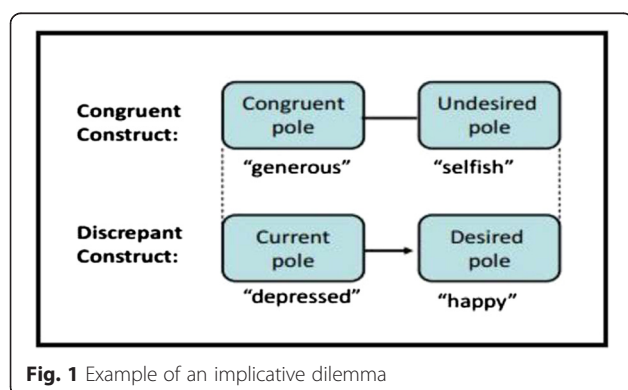 Congruent Construct:
Congruent pole
Undesired pole
"generous"
"selfish"
Discrepant Construct:
Current pole
Desired pole
"depressed"
"happy"
Fig. 1 Example of an implicative dilemma